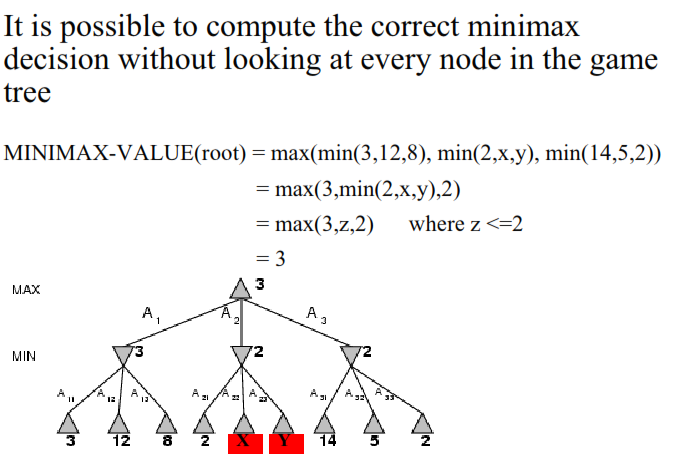 It is possible to compute the correct minimax
decision without looking at every node in the game
tree
MINIMAX-VALUE(root) = max(min(3,12,8), min(2,x,y), min(14,5,2))
= max(3,min(2,x,y),2)
= max(3,z,2) where z <=2
= 3
MAX 3
A1 A2 A3
MIN 3 2 2
A11 A12 A13 A21 A22 A23 A31 A32 A33
3 12 8 2 X Y 14 5 2